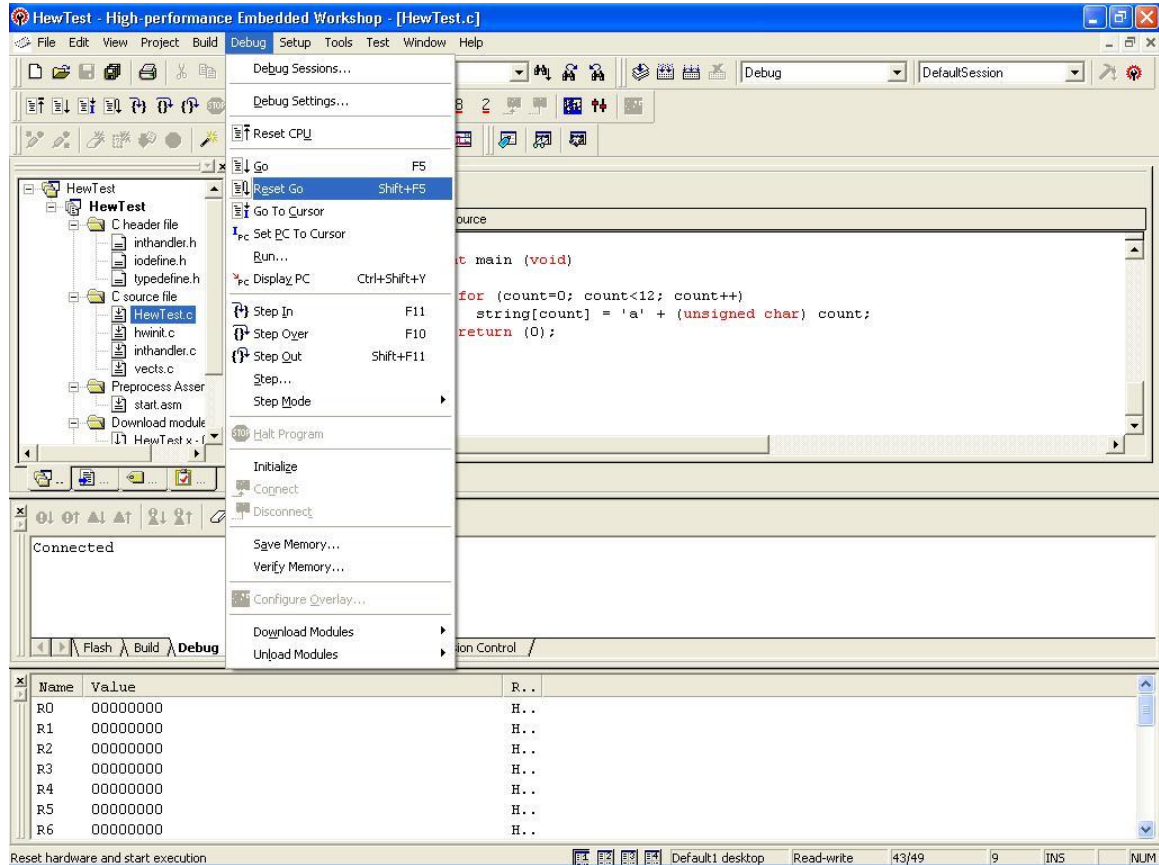 HewTest - High-performance Embedded Workshop - [HewTest.c]
File Edit View Project Build Debug Setup Tools Test Window Help
Debug DefaultSession
Debug Sessions...
Debug Settings...
Reset CPU
Go F5
Reset Go Shift+F5
Go To Cursor
Set PC To Cursor
Run...
Display PC Ctrl+Shift+Y
Step In F11
Step Over F10
Step Out Shift+F11
Step...
Step Mode
Halt Program
Initialize
Connect
Disconnect
Save Memory...
Verify Memory...
Configure Overlay...
Download Modules
Unload Modules
HewTest
HewTest
C header file
inthandler.h
iodefine.h
typedefine.h
C source file
HewTest.c
hwinit.c
inthandler.c
vects.c
Preprocess Asser
start.asm
Download module
HewTest.x - (
ource
t main (void)
for (count=0; count<12; count++)
string[count] = 'a' + (unsigned char) count;
return (0);
Connected
Flash Build Debug ion Control
Name Value R..
R0 00000000 H..
R1 00000000 H..
R2 00000000 H..
R3 00000000 H..
R4 00000000 H..
R5 00000000 H..
R6 00000000 H..
Reset hardware and start execution Default1 desktop Read-write 43/49 9 INS NUM